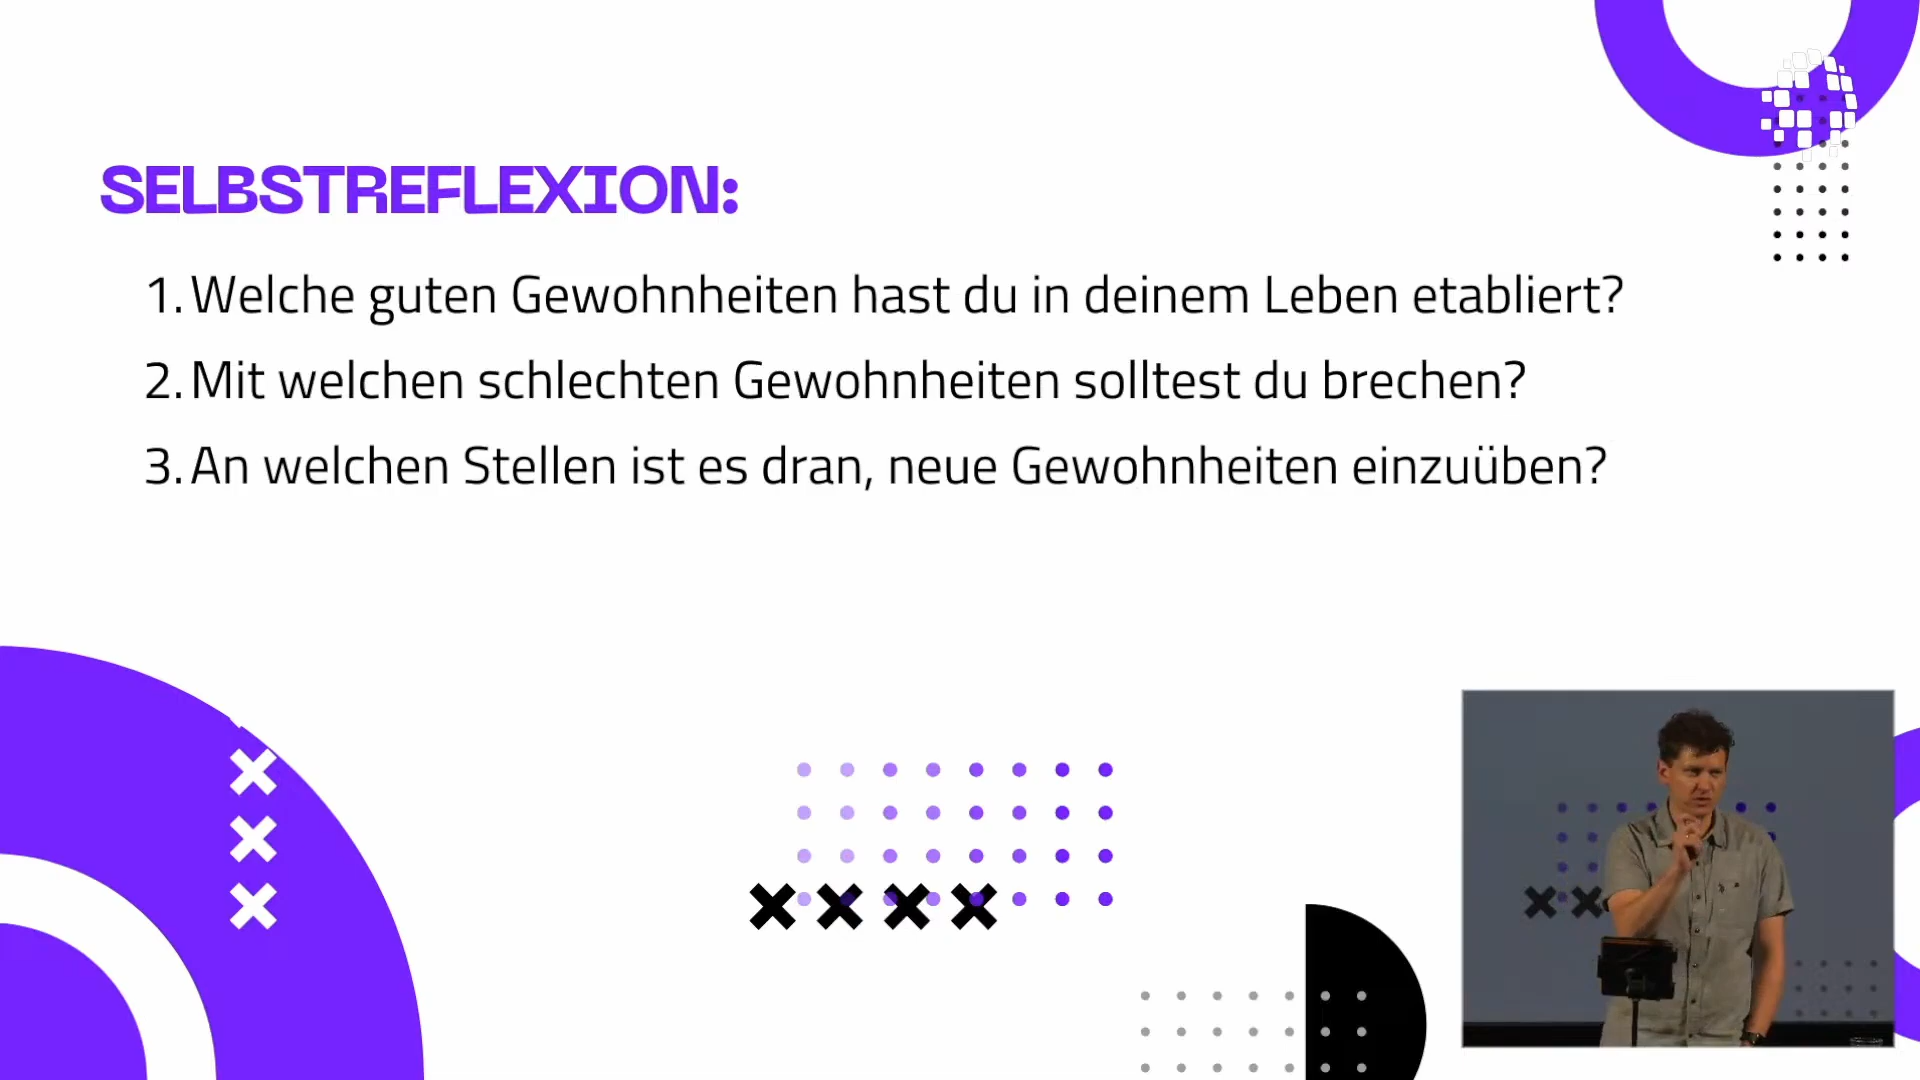 SELBSTREFLEXION:
1. Welche guten Gewohnheiten hast du in deinem Leben etabliert?
2. Mit welchen schlechten Gewohnheiten solltest du brechen?
3. An welchen Stellen ist es dran, neue Gewohnheiten einzuüben?